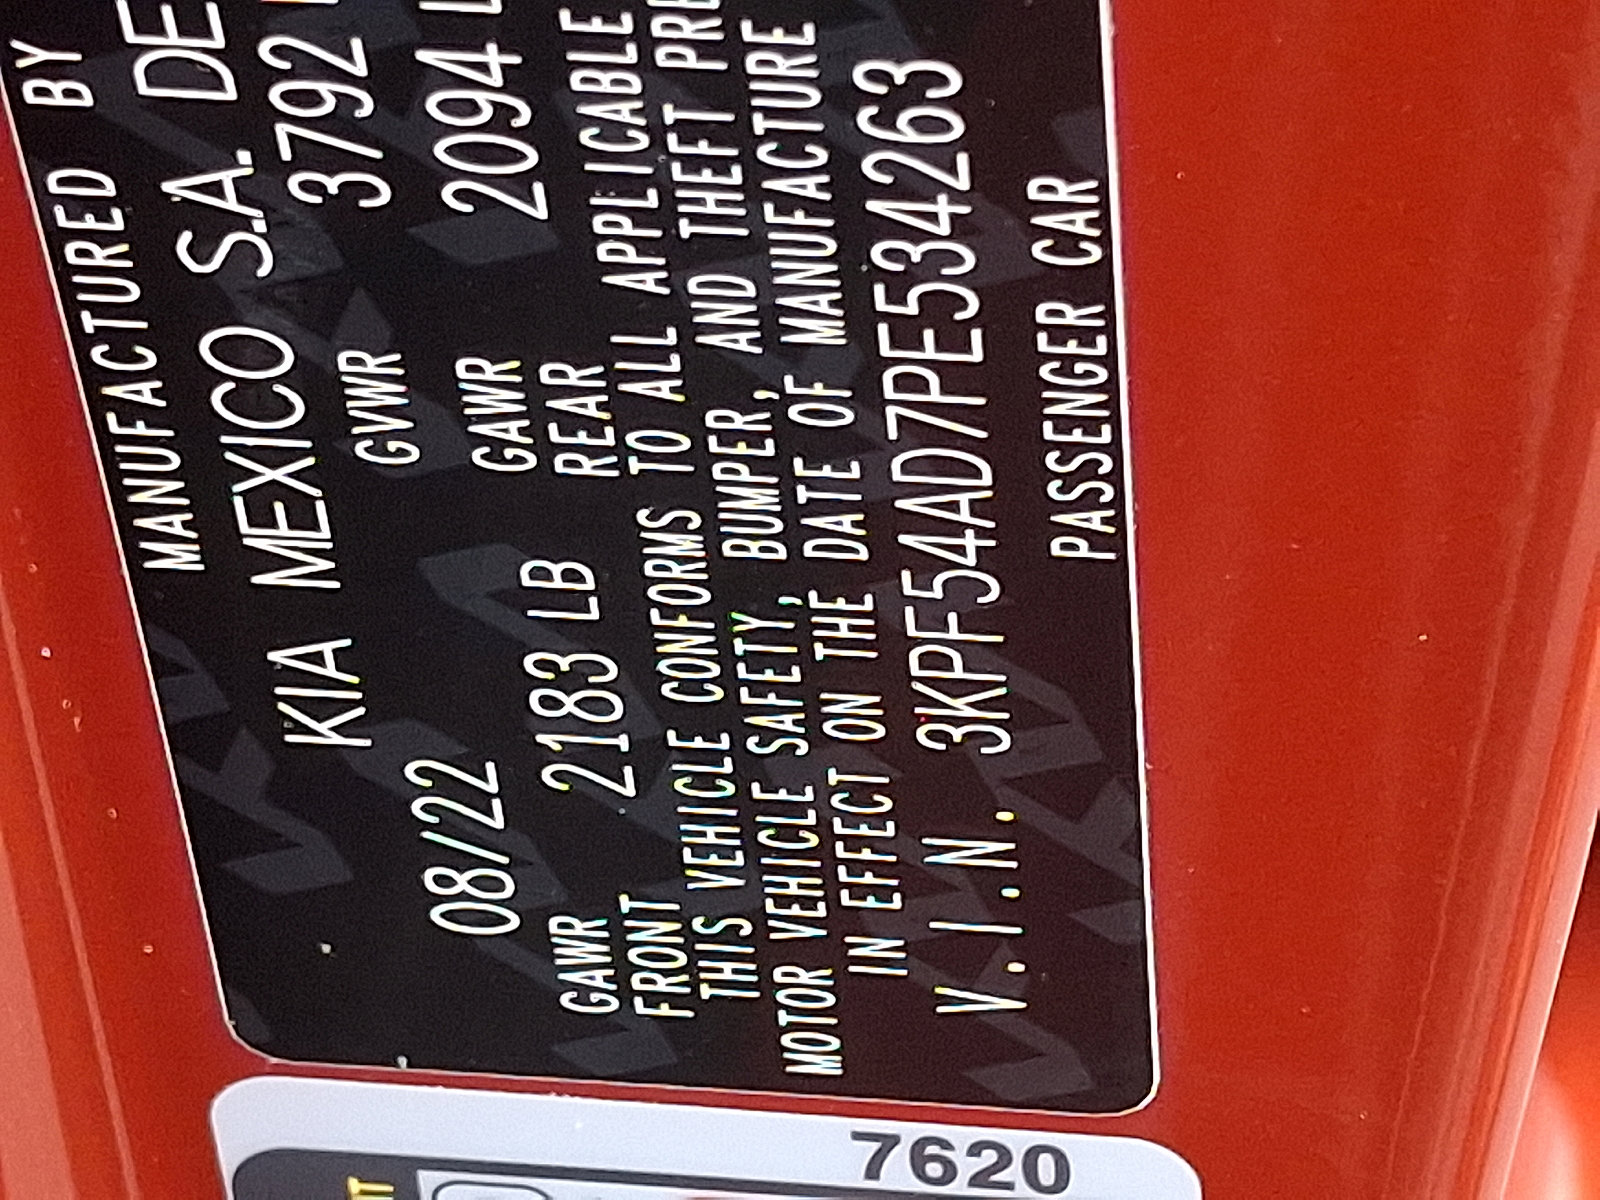 MANUFACTURED BY
KIA MEXICO S.A. DE
08/22 GVWR 3792
GAWR FRONT 2183 LB GAWR REAR 2094 L
THIS VEHICLE CONFORMS TO ALL APPLICABLE
MOTOR VEHICLE SAFETY, BUMPER, AND THEFT PRE
IN EFFECT ON THE DATE OF MANUFACTURE
V.I.N. 3KPF54AD7PE534263
PASSENGER CAR
7620